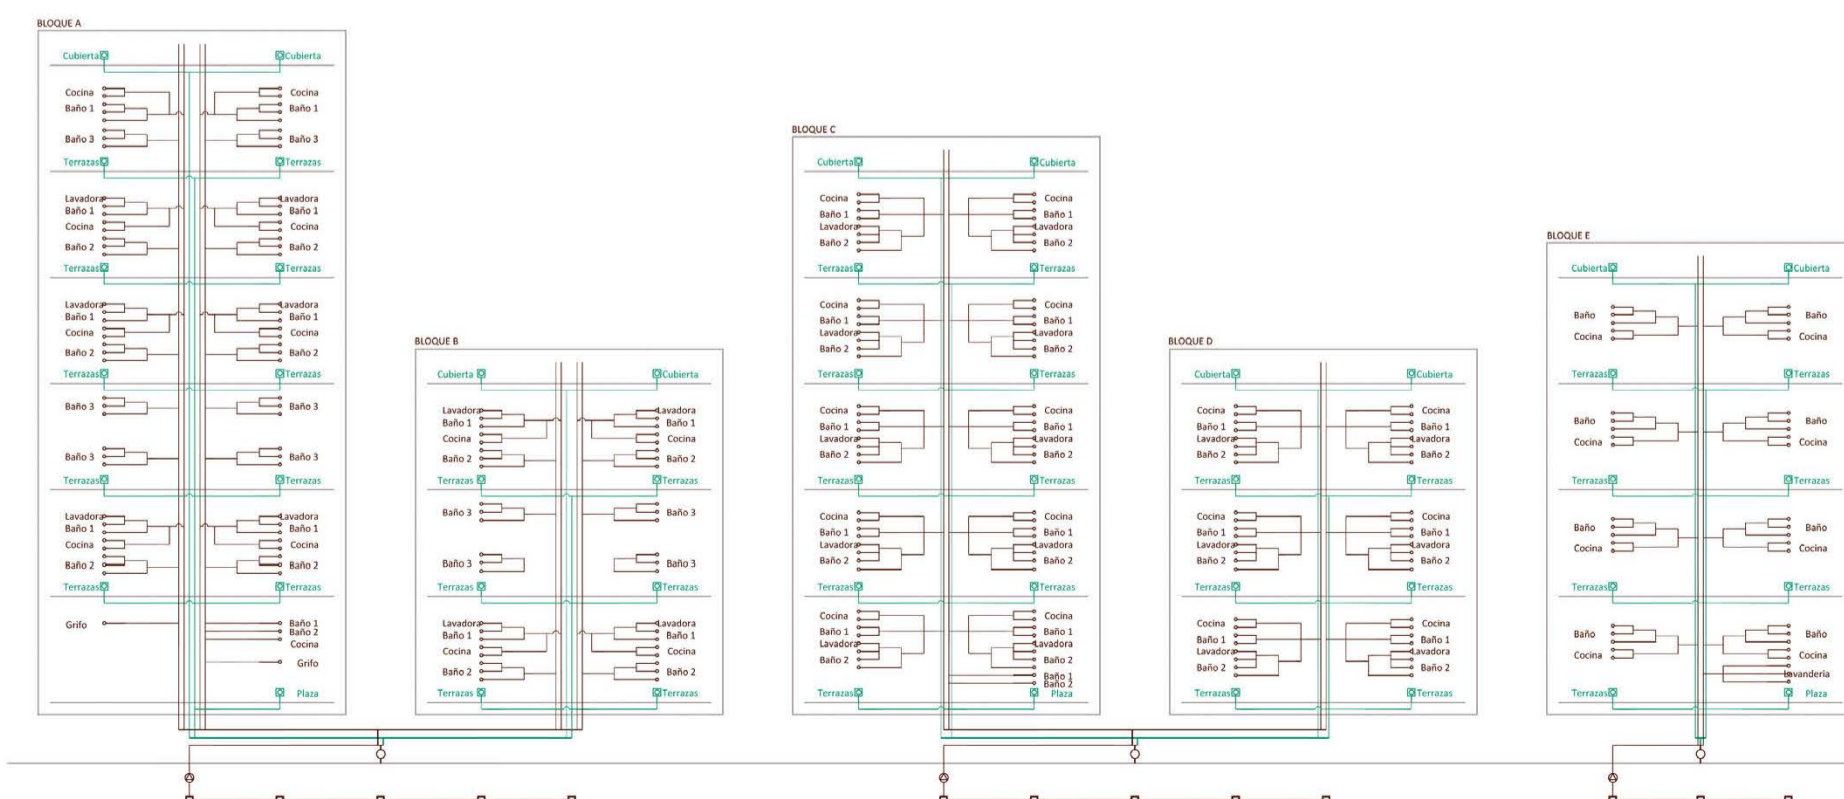 BLOQUE A
Cubierta Cubierta
Cocina Cocina
Baño 1 Baño 1
Baño 3 Baño 3
Terrazas Terrazas
Lavadora Lavadora
Baño 1 Baño 1
Cocina Cocina
Baño 2 Baño 2
Terrazas Terrazas
Lavadora Lavadora
Baño 1 Baño 1
Cocina Cocina
Baño 2 Baño 2
Terrazas Terrazas
Baño 3 Baño 3
Baño 3 Baño 3
Terrazas Terrazas
Lavadora Lavadora
Baño 1 Baño 1
Cocina Cocina
Baño 2 Baño 2
Terrazas Terrazas
Grifo Baño 1
Baño 2
Cocina
Grifo
Plaza
BLOQUE B
Cubierta Cubierta
Lavadora Lavadora
Baño 1 Baño 1
Cocina Cocina
Baño 2 Baño 2
Terrazas Terrazas
Baño 3 Baño 3
Baño 3 Baño 3
Terrazas Terrazas
Lavadora Lavadora
Baño 1 Baño 1
Cocina Cocina
Baño 2 Baño 2
Terrazas Terrazas
BLOQUE C
Cubierta Cubierta
Cocina Cocina
Baño 1 Baño 1
Lavadora Lavadora
Baño 2 Baño 2
Terrazas Terrazas
Cocina Cocina
Baño 1 Baño 1
Lavadora Lavadora
Baño 2 Baño 2
Terrazas Terrazas
Cocina Cocina
Baño 1 Baño 1
Lavadora Lavadora
Baño 2 Baño 2
Terrazas Terrazas
Cocina Cocina
Baño 1 Baño 1
Lavadora Lavadora
Baño 2 Baño 2
Terrazas Terrazas
Cocina Cocina
Baño 1 Baño 1
Lavadora Lavadora
Baño 2 Baño 2
Baño 1
Baño 2
Terrazas Plaza
BLOQUE D
Cubierta Cubierta
Cocina Cocina
Baño 1 Baño 1
Lavadora Lavadora
Baño 2 Baño 2
Terrazas Terrazas
Cocina Cocina
Baño 1 Baño 1
Lavadora Lavadora
Baño 2 Baño 2
Terrazas Terrazas
Cocina Cocina
Baño 1 Baño 1
Lavadora Lavadora
Baño 2 Baño 2
Terrazas Terrazas
BLOQUE E
Cubierta Cubierta
Baño Baño
Cocina Cocina
Terrazas Terrazas
Baño Baño
Cocina Cocina
Terrazas Terrazas
Baño Baño
Cocina Cocina
Terrazas Terrazas
Baño Baño
Cocina Cocina
Lavanderia
Terrazas Plaza